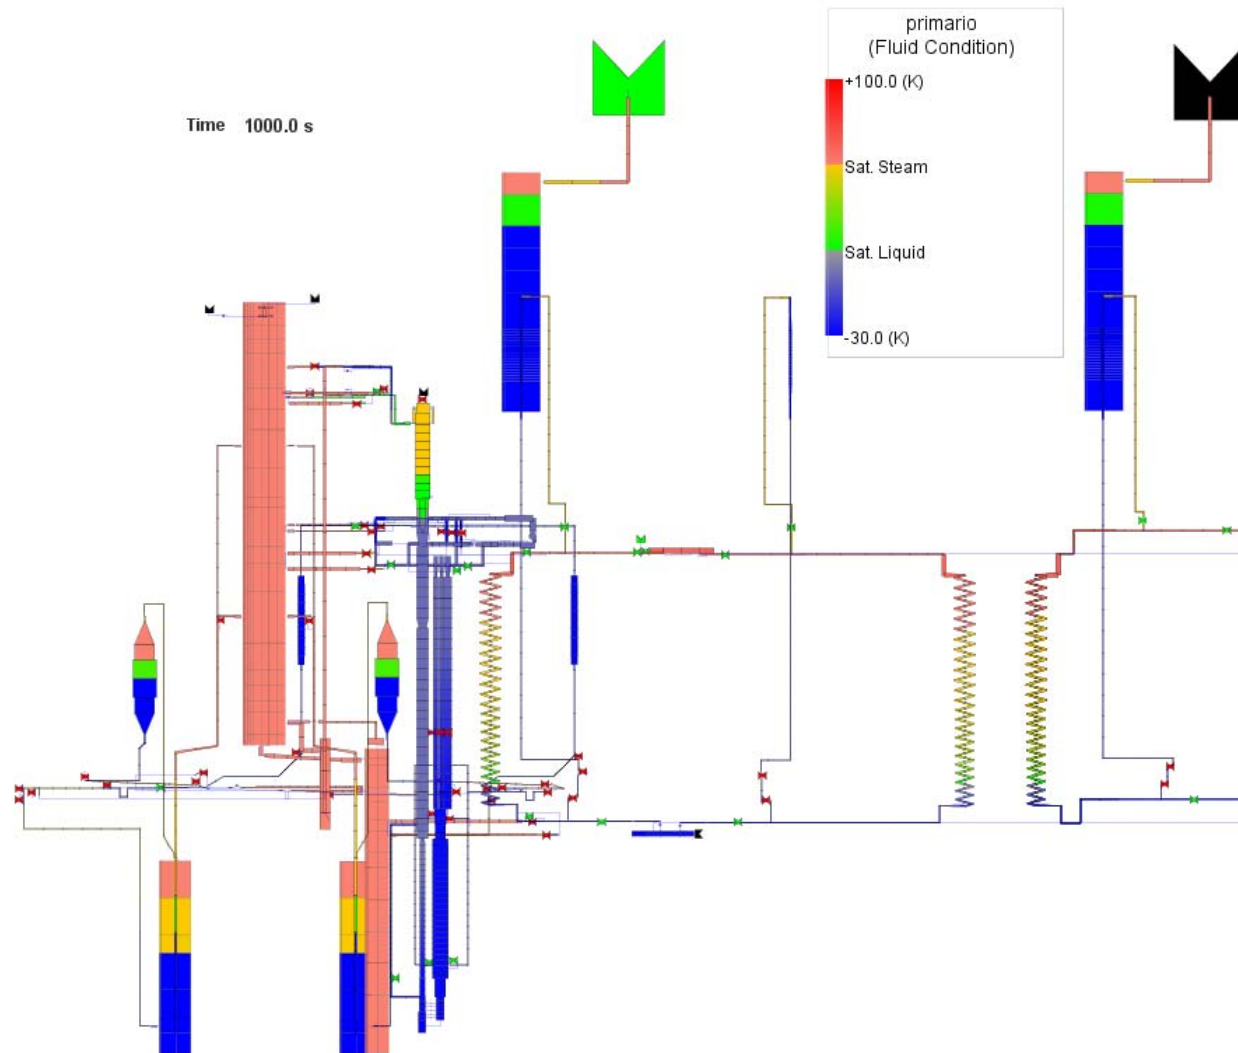 primario
(Fluid Condition)
+100.0 (K)
Time 1000.0 s
Sat. Steam
Sat. Liquid
-30.0 (K)